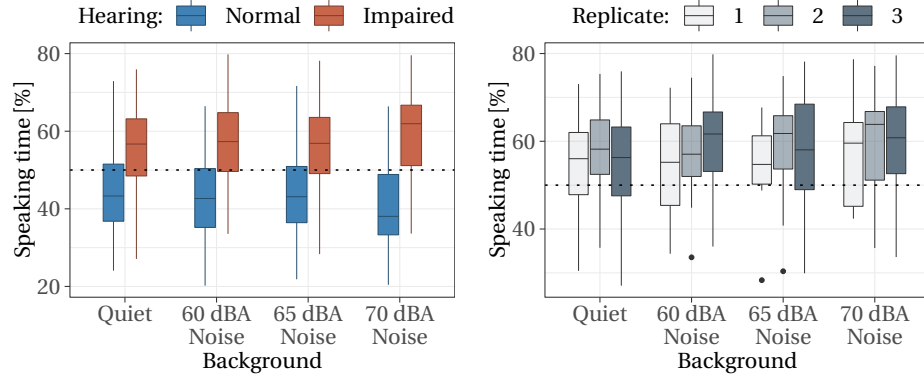 Hearing: Normal Impaired
Speaking time [%]
80
60
40
20
Quiet 60 dBA Noise 65 dBA Noise 70 dBA Noise
Background
Replicate: 1 2 3
Speaking time [%]
80
60
40
Quiet 60 dBA Noise 65 dBA Noise 70 dBA Noise
Background